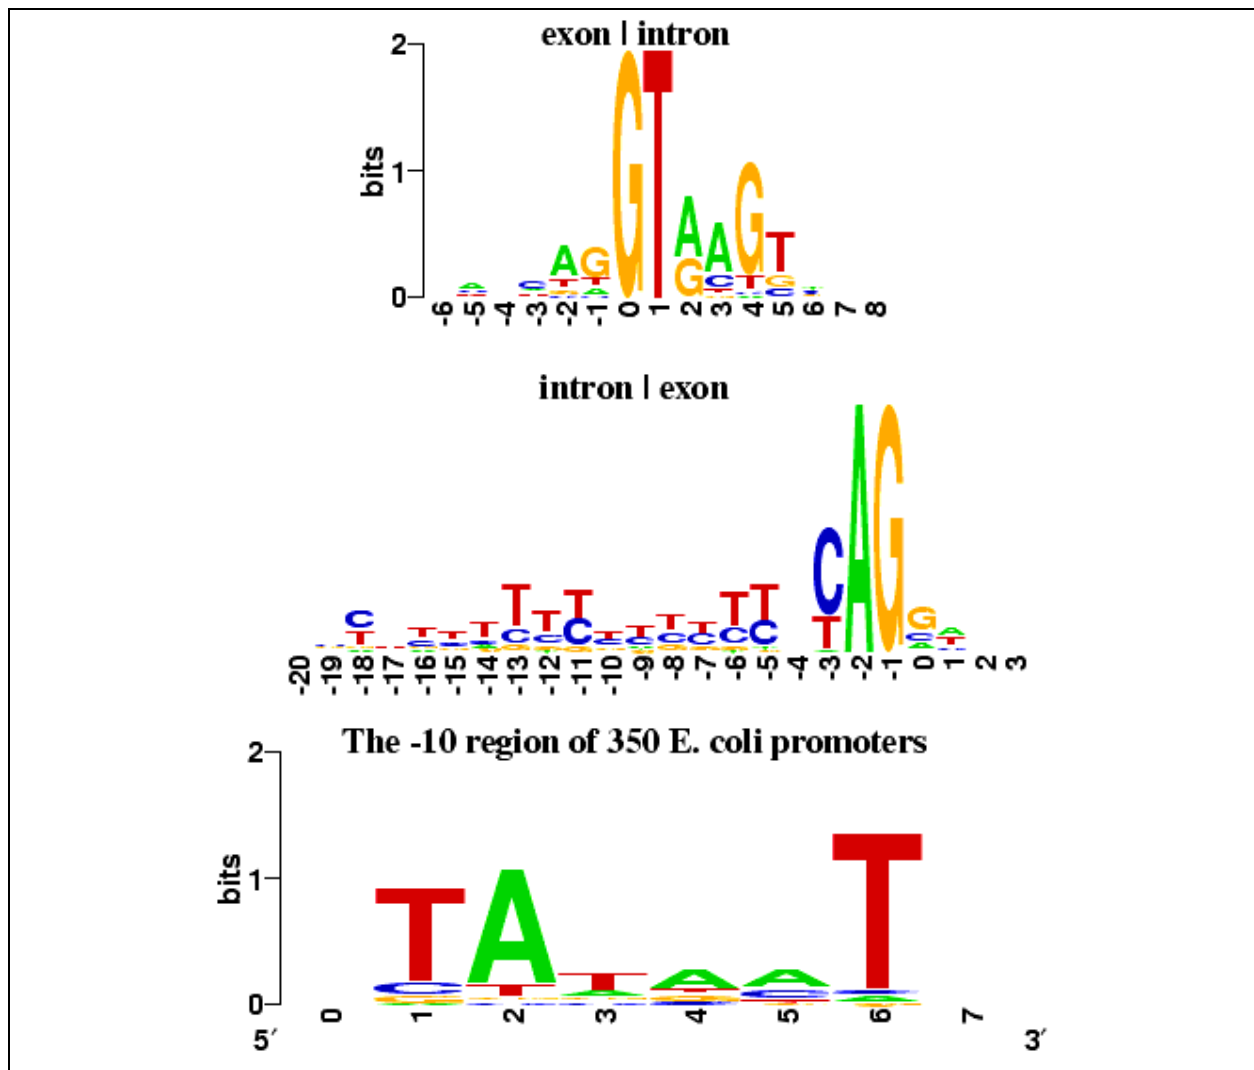 exon | intron
2
bits
1
0
-6 -5 -4 -3 -2 -1 0 1 2 3 4 5 6 7 8
A G G T A A G T
intron | exon
C T T T T T T T T T T T T C A G G A
-20 -19 -18 -17 -16 -15 -14 -13 -12 -11 -10 -9 -8 -7 -6 -5 -4 -3 -2 -1 0 1 2 3
The -10 region of 350 E. coli promoters
2
bits
1
0
T A T A A T
0 1 2 3 4 5 6 7
5′ 3′